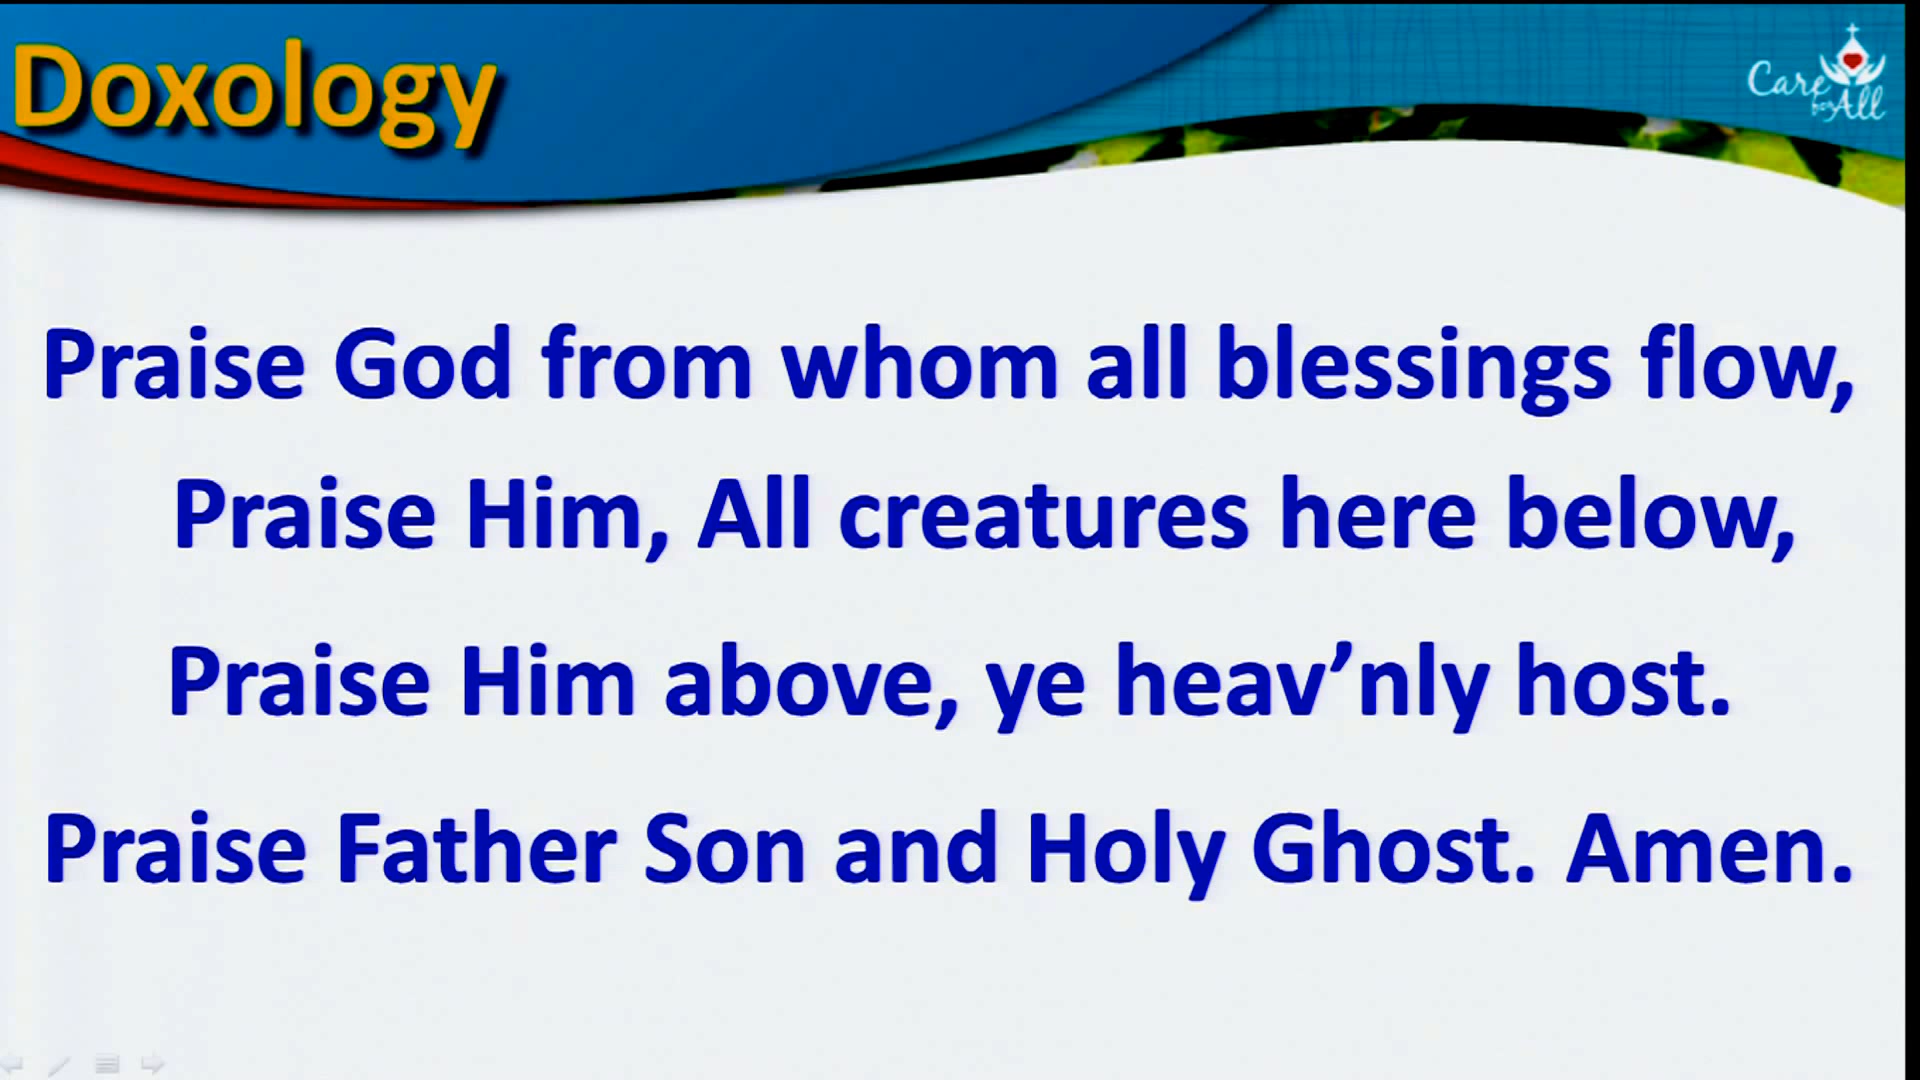 Doxology
Care
for All
Praise God from whom all blessings flow,
Praise Him, All creatures here below,
Praise Him above, ye heav’nly host.
Praise Father Son and Holy Ghost. Amen.